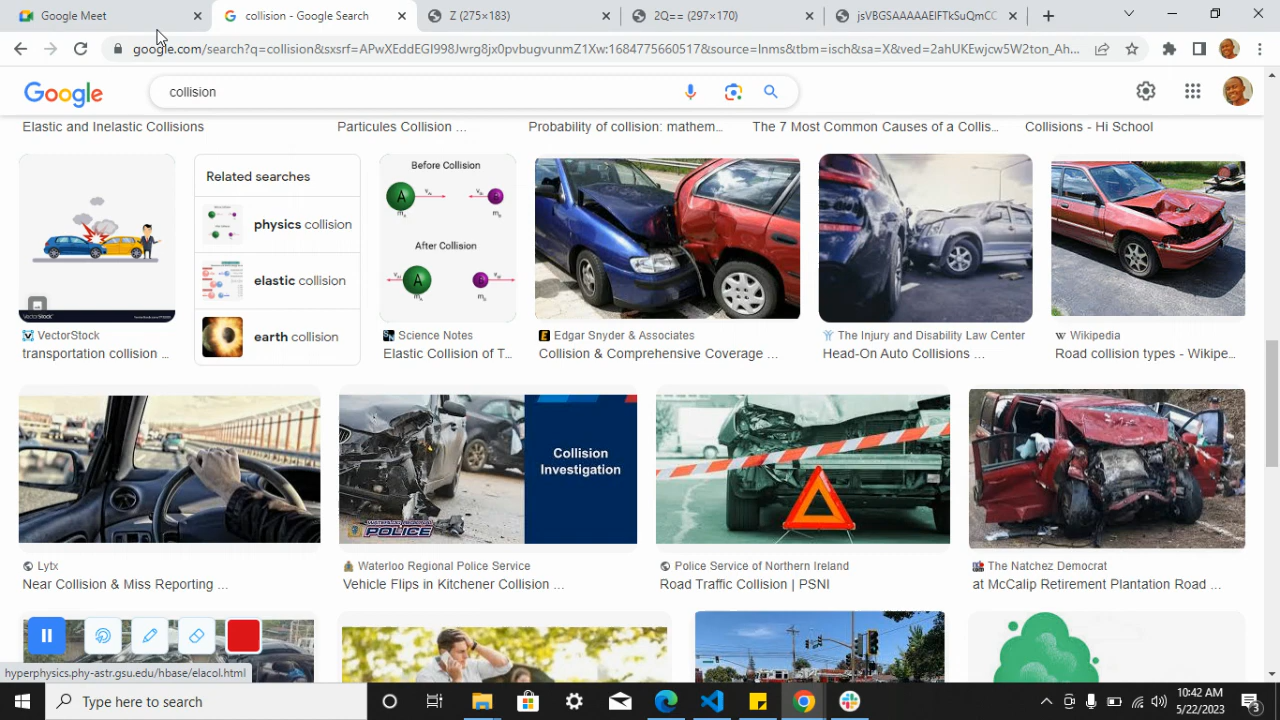 Google Meet
collision - Google Search
Z (275×183)
2Q== (297×170)
jsVBGSAAAAAElFTkSuQmCC
google.com/search?q=collision&sxsrf=APwXEddEGI998Jwrg8jx0pvbugvunmZ1Xw:1684775660517&source=lnms&tbm=isch&sa=X&ved=2ahUKEwjcw5W2ton_Ah...
Google
collision
Elastic and Inelastic Collisions
Particules Collision ...
Probability of collision: mathem...
The 7 Most Common Causes of a Collis...
Collisions - Hi School
VectorStock
VectorStock
transportation collision ...
Related searches
physics collision
elastic collision
earth collision
Before Collision
A
After Collision
A
Science Notes
Elastic Collision of T...
Edgar Snyder & Associates
Collision & Comprehensive Coverage ...
The Injury and Disability Law Center
Head-On Auto Collisions ...
W Wikipedia
Road collision types - Wikipe...
Collision
Investigation
WATERLOO REGIONAL
POLICE
Lytx
Near Collision & Miss Reporting ...
Waterloo Regional Police Service
Vehicle Flips in Kitchener Collision ...
Police Service of Northern Ireland
Road Traffic Collision | PSNI
The Natchez Democrat
at McCalip Retirement Plantation Road ...
hyperphysics.phy-astr.gsu.edu/hbase/elacol.html
Type here to search
10:42 AM
5/22/2023
3